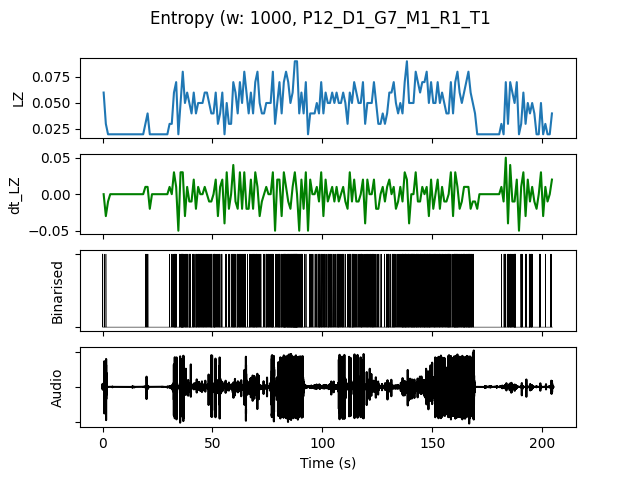 Entropy (w: 1000, P12_D1_G7_M1_R1_T1
0.075
0.050
0.025
LZ
0.05
0.00
−0.05
dt_LZ
Binarised
Audio
0 50 100 150 200
Time (s)